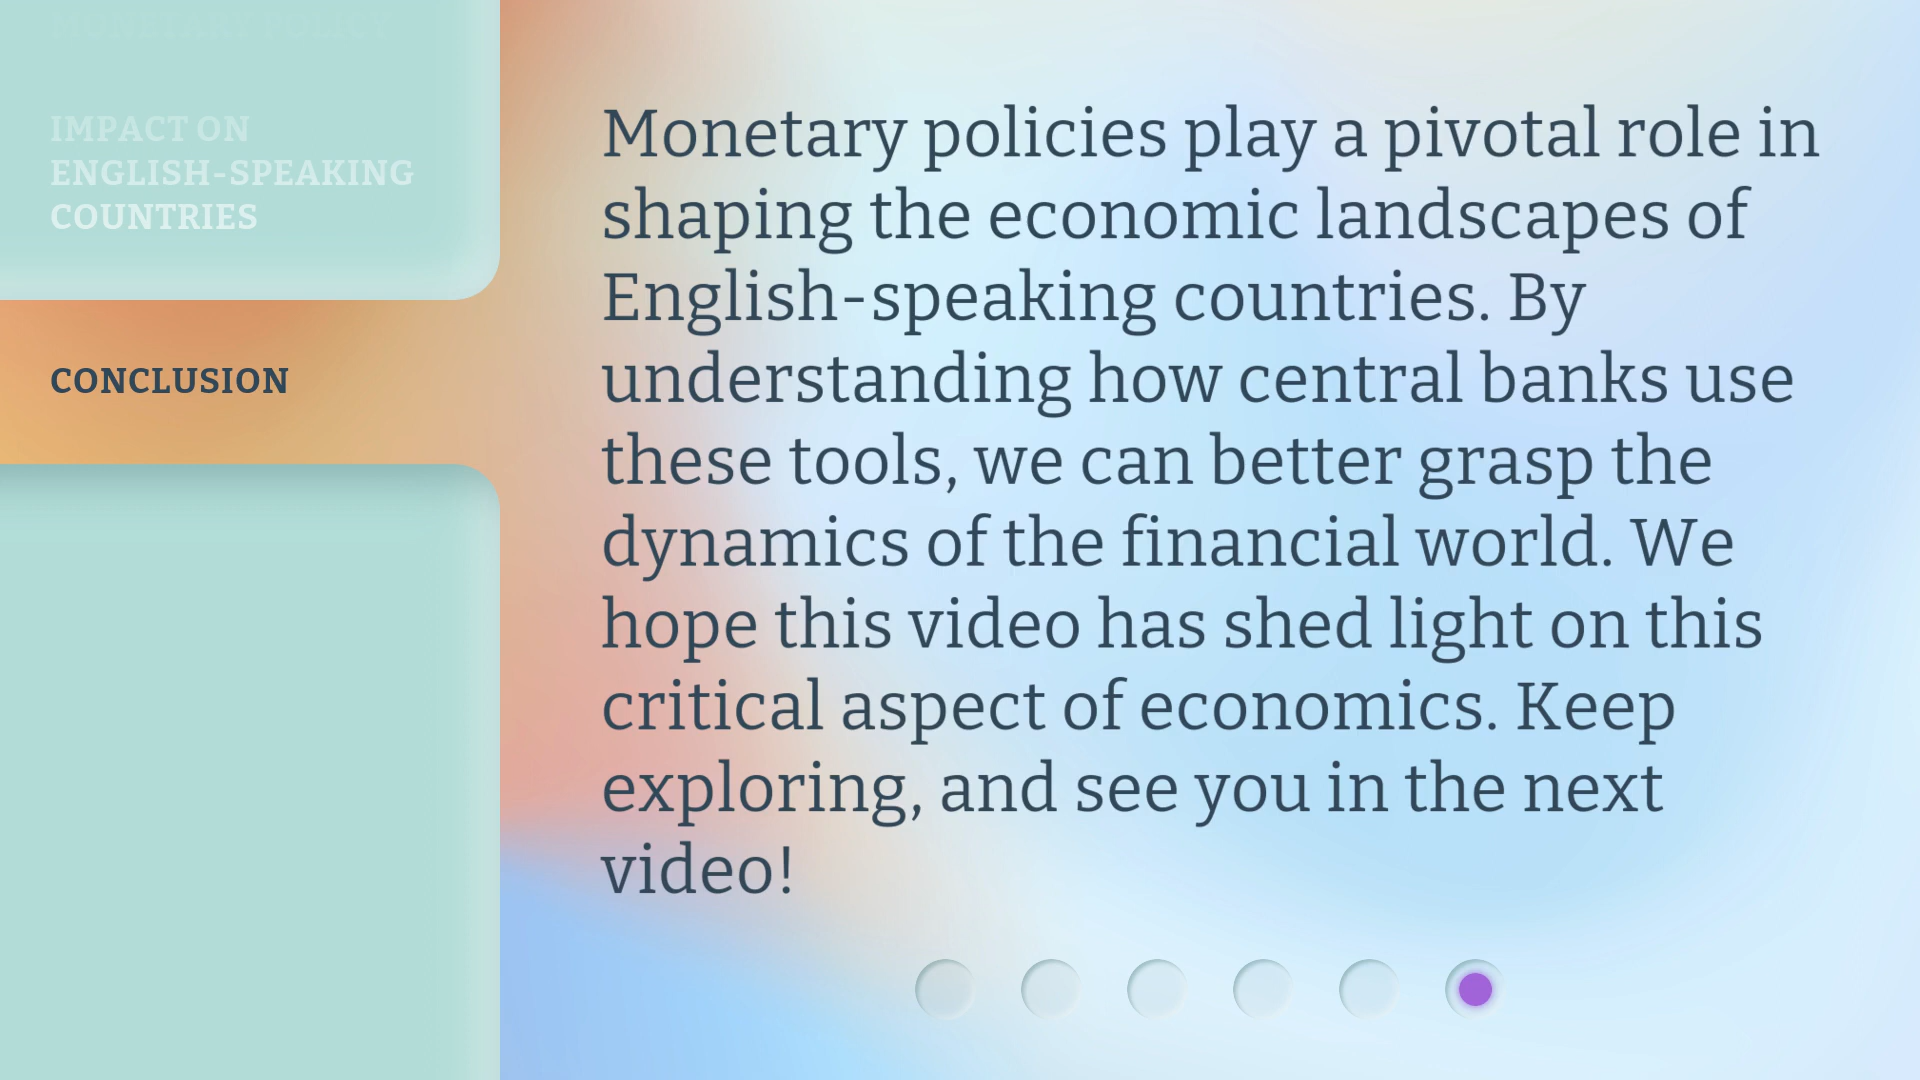 MONETARY POLICY
IMPACT ON
ENGLISH-SPEAKING
COUNTRIES
CONCLUSION
Monetary policies play a pivotal role in
shaping the economic landscapes of
English-speaking countries. By
understanding how central banks use
these tools, we can better grasp the
dynamics of the financial world. We
hope this video has shed light on this
critical aspect of economics. Keep
exploring, and see you in the next
video!